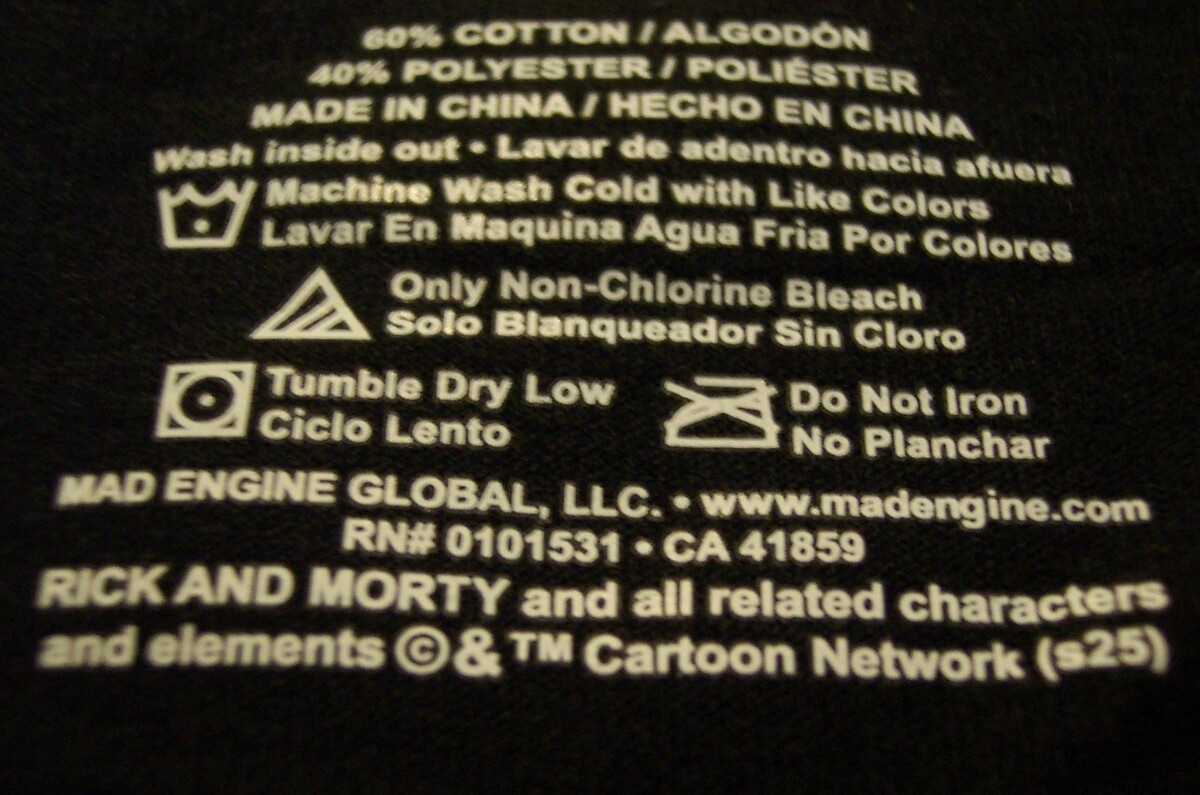 60% COTTON / ALGODÓN
40% POLYESTER / POLIÉSTER
MADE IN CHINA / HECHO EN CHINA
Wash inside out • Lavar de adentro hacia afuera
Machine Wash Cold with Like Colors
Lavar En Maquina Agua Fria Por Colores
Only Non-Chlorine Bleach
Solo Blanqueador Sin Cloro
Tumble Dry Low
Ciclo Lento
Do Not Iron
No Planchar
MAD ENGINE GLOBAL, LLC. • www.madengine.com
RN# 0101531 • CA 41859
RICK AND MORTY and all related characters
and elements © & ™ Cartoon Network (s25)